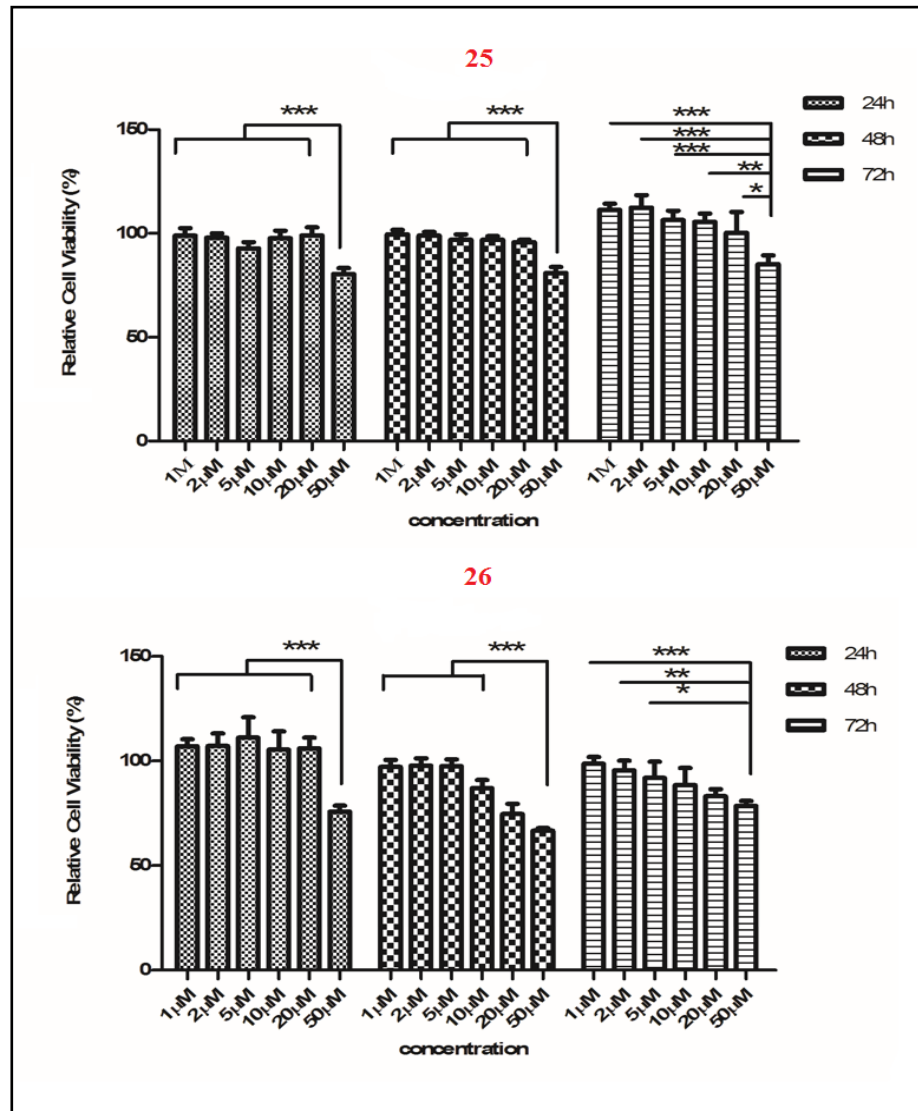 25
*** *** ***
***
***
**
*
24h
48h
72h
Relative Cell Viability (%)
150
100
50
0
1M 2µM 5µM 10µM 20µM 50µM 1M 2µM 5µM 10µM 20µM 50µM 1M 2µM 5µM 10µM 20µM 50µM
concentration
26
*** *** ***
**
*
24h
48h
72h
Relative Cell Viability (%)
150
100
50
0
1µM 2µM 5µM 10µM 20µM 50µM 1µM 2µM 5µM 10µM 20µM 50µM 1µM 2µM 5µM 10µM 20µM 50µM
concentration